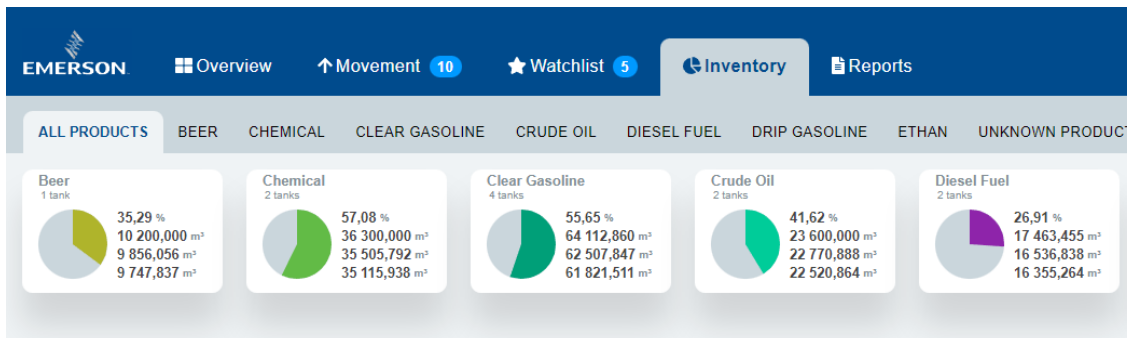 EMERSON Overview Movement 10 Watchlist 5 Inventory Reports
ALL PRODUCTS BEER CHEMICAL CLEAR GASOLINE CRUDE OIL DIESEL FUEL DRIP GASOLINE ETHAN UNKNOWN PRODUCT
Beer
1 tank
35,29 %
10 200,000 m³
9 856,056 m³
9 747,837 m³
Chemical
2 tanks
57,08 %
36 300,000 m³
35 505,792 m³
35 115,938 m³
Clear Gasoline
4 tanks
55,65 %
64 112,860 m³
62 507,847 m³
61 821,511 m³
Crude Oil
2 tanks
41,62 %
23 600,000 m³
22 770,888 m³
22 520,864 m³
Diesel Fuel
2 tanks
26,91 %
17 463,455 m³
16 536,838 m³
16 355,264 m³